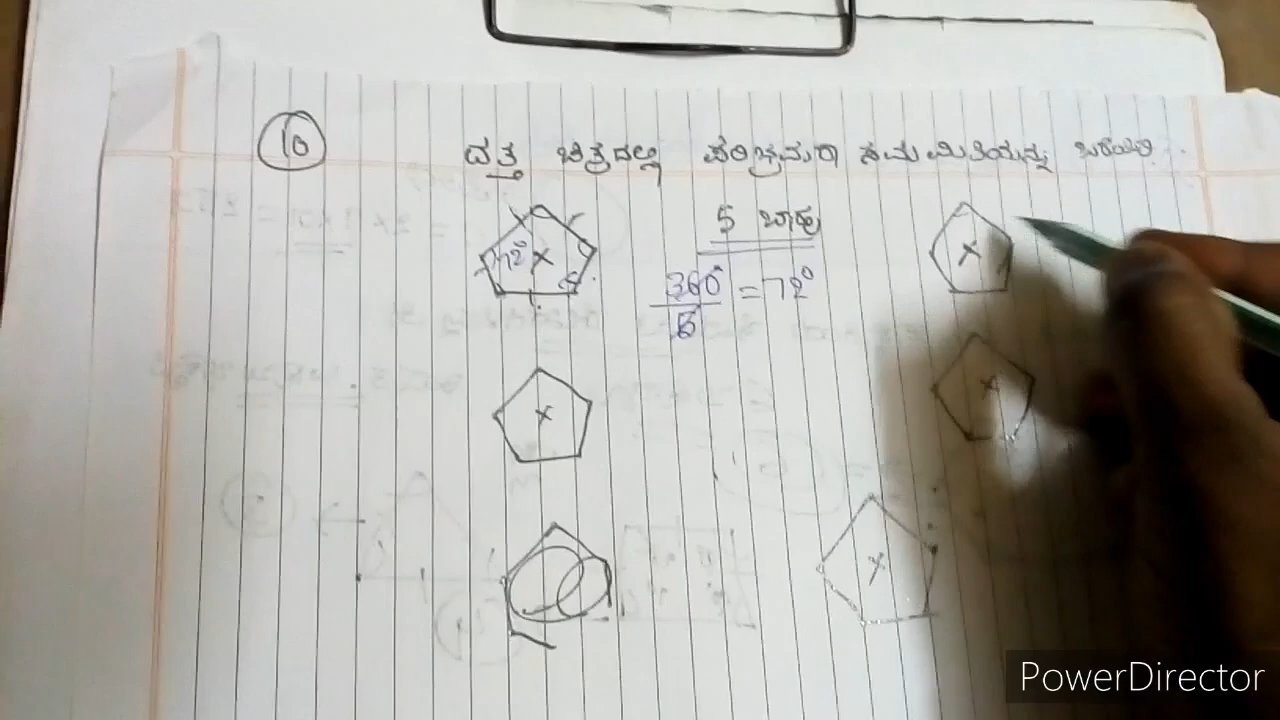 10 ದತ್ತ ಚಿತ್ರದಲ್ಲಿ ಪರಿಭ್ರಮಣ ಸಮಮಿತಿಯನ್ನು ಬರೆಯಿರಿ.
5 ಬಾಹು
72°
360°/5 = 72°
PowerDirector